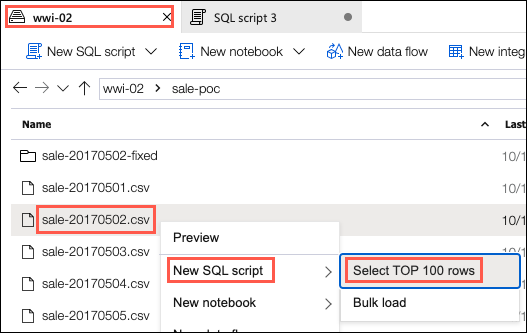 wwi-02
SQL script 3
New SQL script
New notebook
New data flow
New integ
wwi-02
sale-poc
Name
Last
sale-20170502-fixed
10/1
sale-20170501.csv
10/1
sale-20170502.csv
10/1
Preview
sale-20170503.csv
New SQL script
Select TOP 100 rows
sale-20170504.csv
New notebook
Bulk load
sale-20170505.csv